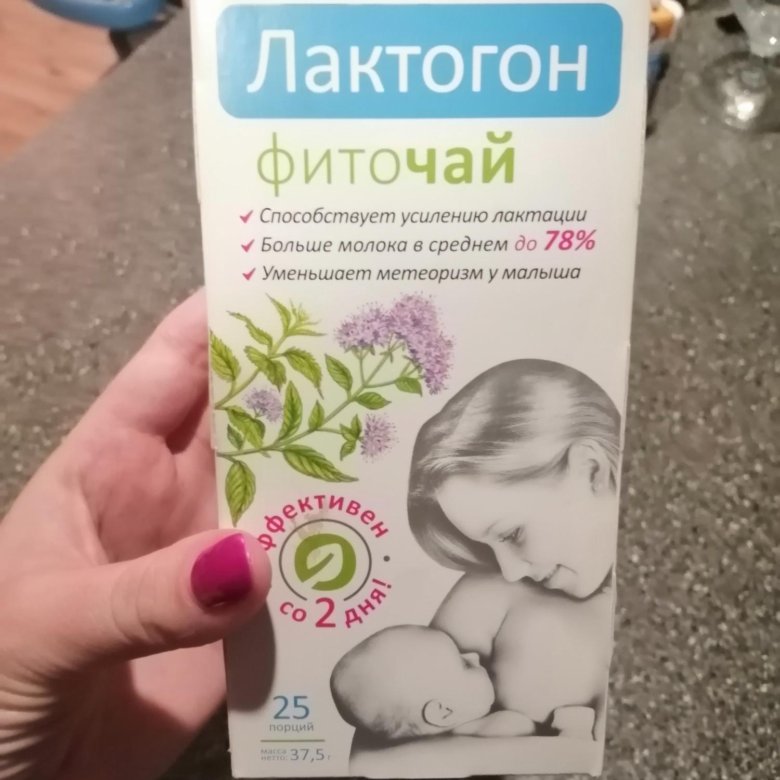 Лактогон
фиточай
Способствует усилению лактации
Больше молока в среднем до 78%
Уменьшает метеоризм у малыша
эффективен
со 2 дня!
25
порций
масса
нетто: 37,5 г